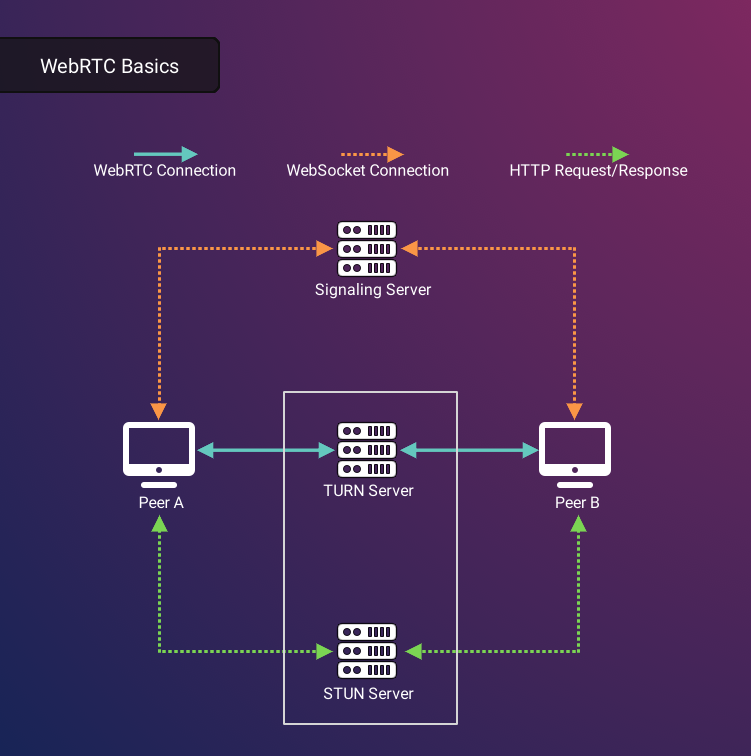 WebRTC Basics
WebRTC Connection
WebSocket Connection
HTTP Request/Response
Signaling Server
TURN Server
Peer A
Peer B
STUN Server